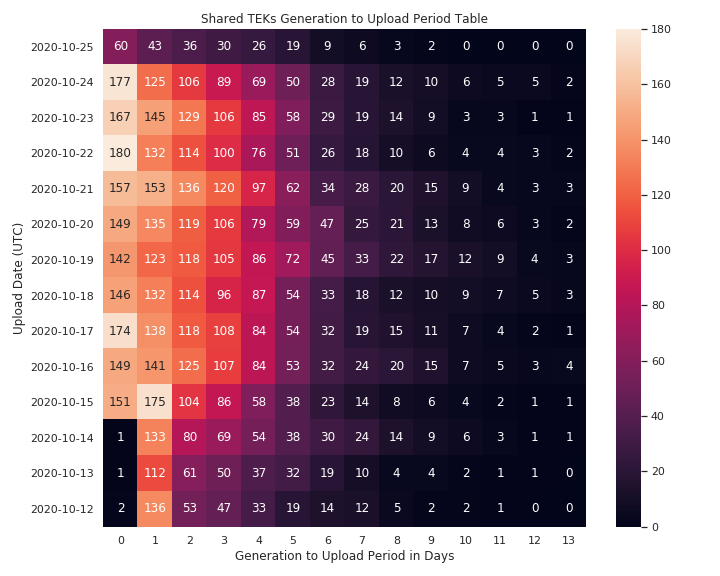 Shared TEKs Generation to Upload Period Table
Upload Date (UTC)
2020-10-25 60 43 36 30 26 19 9 6 3 2 0 0 0 0
2020-10-24 177 125 106 89 69 50 28 19 12 10 6 5 5 2
2020-10-23 167 145 129 106 85 58 29 19 14 9 3 3 1 1
2020-10-22 180 132 114 100 76 51 26 18 10 6 4 4 3 2
2020-10-21 157 153 136 120 97 62 34 28 20 15 9 4 3 3
2020-10-20 149 135 119 106 79 59 47 25 21 13 8 6 3 2
2020-10-19 142 123 118 105 86 72 45 33 22 17 12 9 4 3
2020-10-18 146 132 114 96 87 54 33 18 12 10 9 7 5 3
2020-10-17 174 138 118 108 84 54 32 19 15 11 7 4 2 1
2020-10-16 149 141 125 107 84 53 32 24 20 15 7 5 3 4
2020-10-15 151 175 104 86 58 38 23 14 8 6 4 2 1 1
2020-10-14 1 133 80 69 54 38 30 24 14 9 6 3 1 1
2020-10-13 1 112 61 50 37 32 19 10 4 4 2 1 1 0
2020-10-12 2 136 53 47 33 19 14 12 5 2 2 1 0 0
0 1 2 3 4 5 6 7 8 9 10 11 12 13
Generation to Upload Period in Days
180
160
140
120
100
80
60
40
20
0